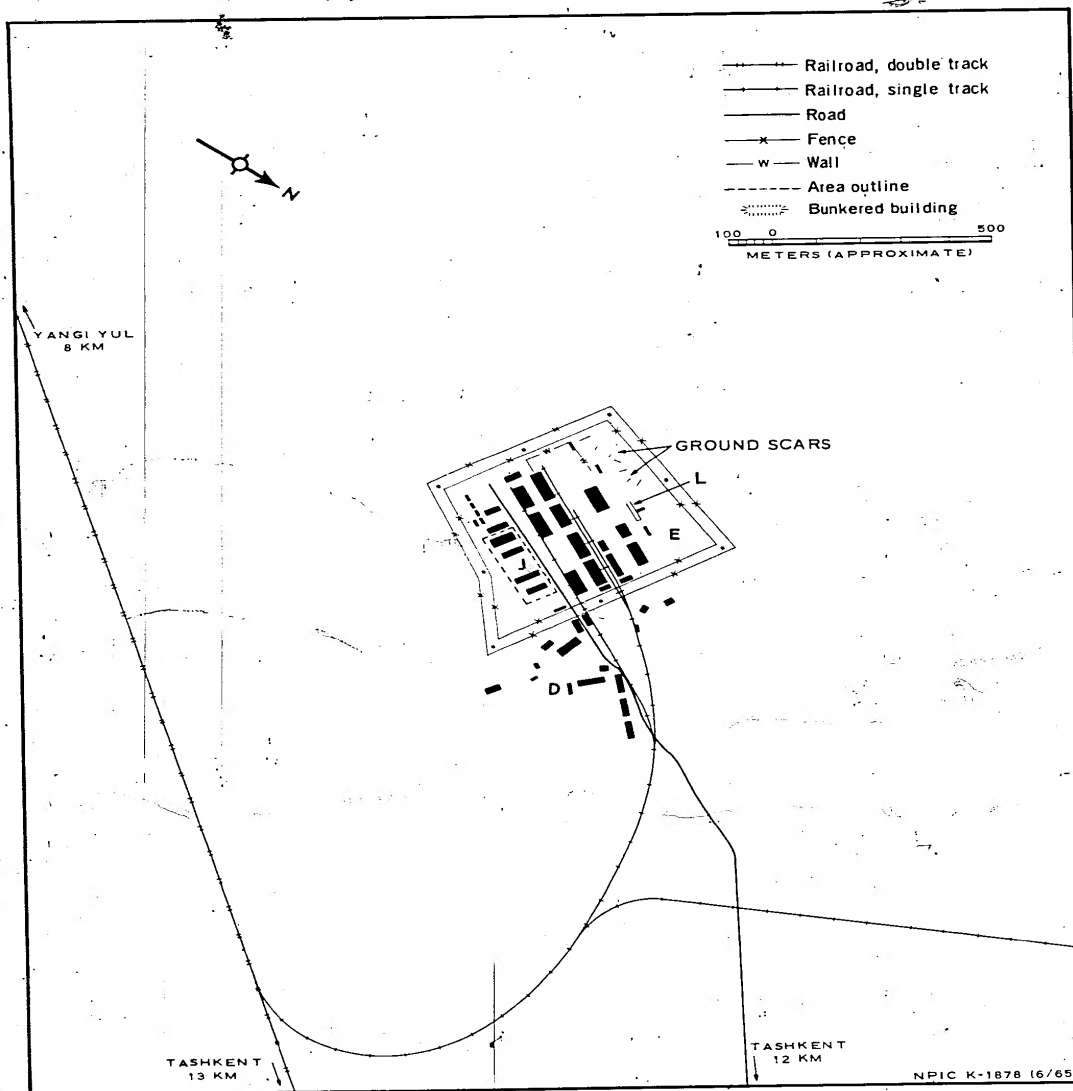 Railroad, double track
Railroad, single track
Road
Fence
W Wall
Area outline
Bunkered building
100 0 500
METERS (APPROXIMATE)
N
YANGI YUL
8 KM
GROUND SCARS
L
E
J
D
TASHKENT
13 KM
TASHKENT
12 KM
NPIC K-1878 (6/65